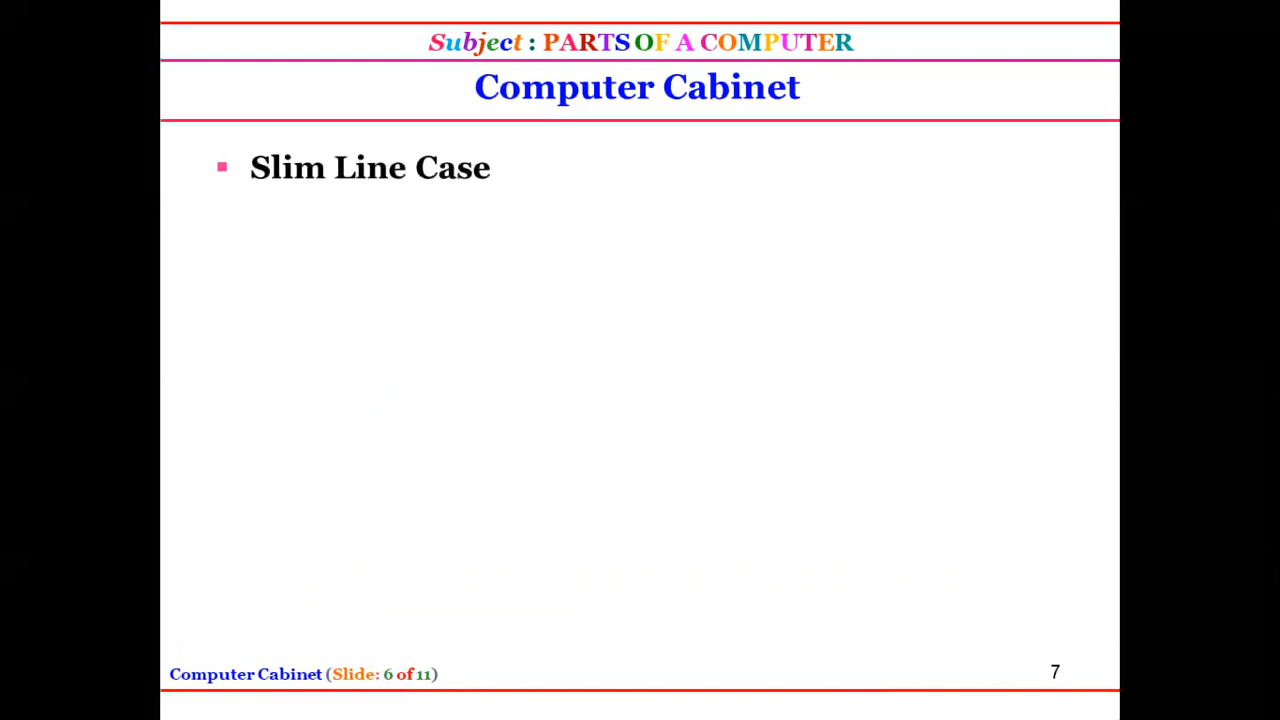 Subject : PARTS OF A COMPUTER
Computer Cabinet
▪ Slim Line Case
Computer Cabinet (Slide: 6 of 11)
7